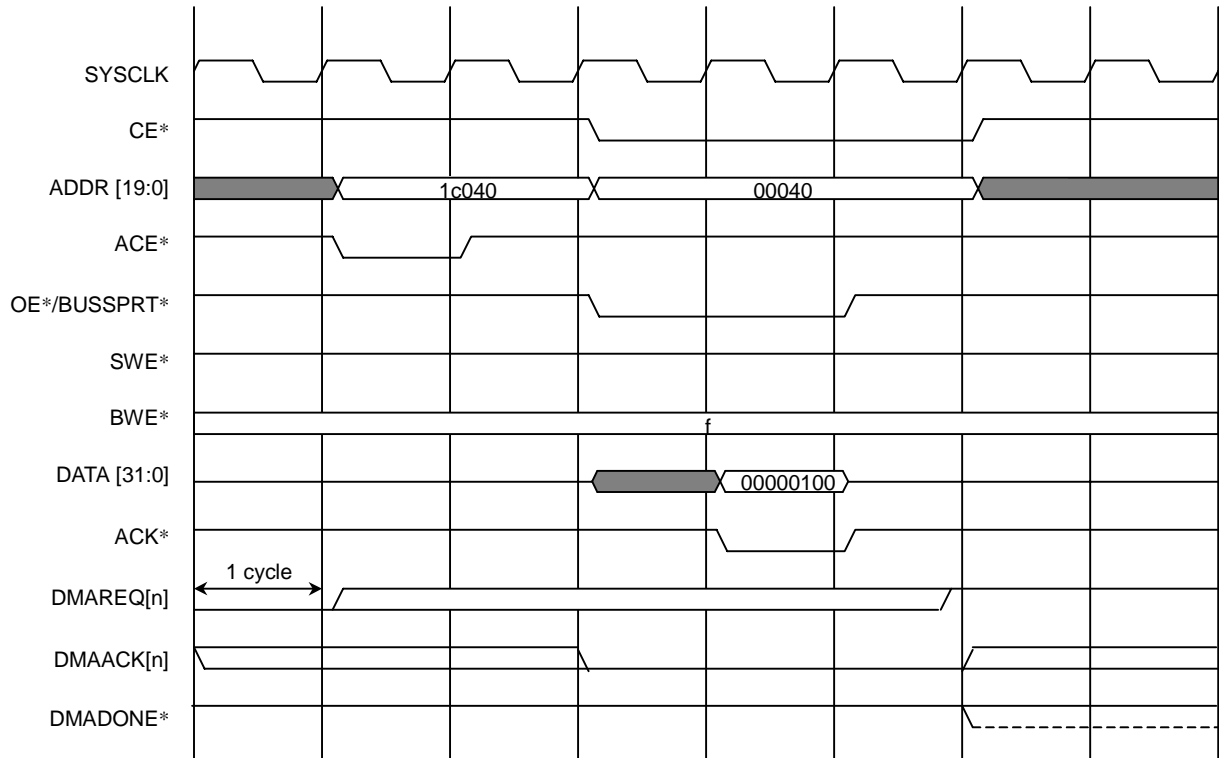 SYSCLK
CE*
ADDR [19:0]
1c040
00040
ACE*
OE*/BUSSPRT*
SWE*
BWE*
f
DATA [31:0]
00000100
ACK*
1 cycle
DMAREQ[n]
DMAACK[n]
DMADONE*